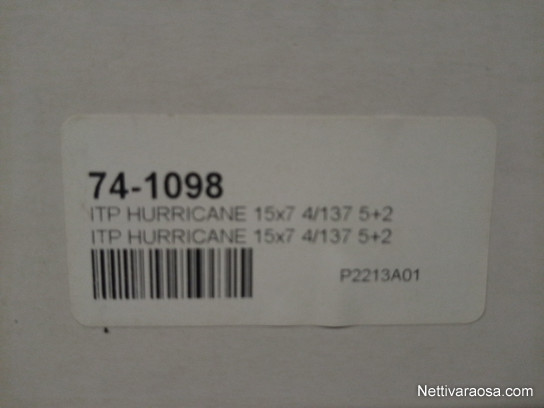 74-1098
ITP HURRICANE 15x7 4/137 5+2
ITP HURRICANE 15x7 4/137 5+2
P2213A01
Nettivaraosa.com